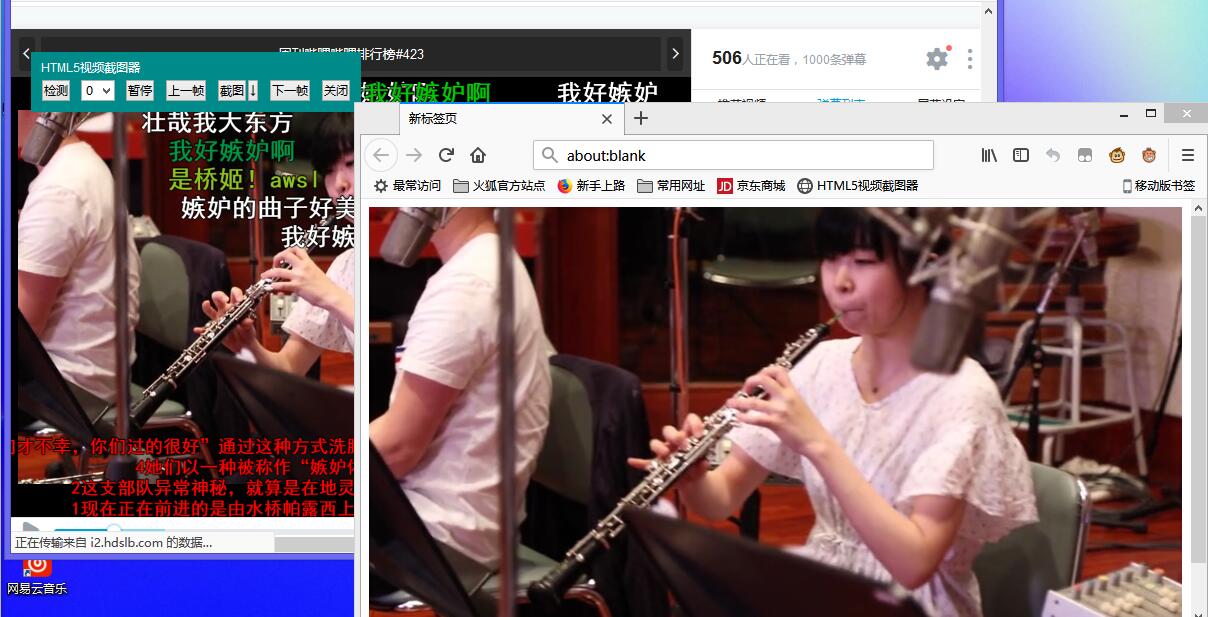 周刊哔哩哔哩排行榜#423
HTML5视频截图器
检测 0 暂停 上一帧 截图 ↓ 下一帧 关闭
506人正在看，1000条弹幕
弹幕列表
我好嫉妒啊
我好嫉妒
壮哉我大东方
我好嫉妒啊
是桥姬！awsl
嫉妒的曲子好美
我好嫉
们才不幸，你们过的很好”通过这种方式洗脑
4她们以一种被称作“嫉妒
2这支部队异常神秘，就算是在地灵
1现在正在前进的是由水桥帕露西上
正在传输来自 i2.hdslb.com 的数据...
网易云音乐
新标签页
about:blank
最常访问 火狐官方站点 新手上路 常用网址 JD 京东商城 HTML5视频截图器 移动版书签